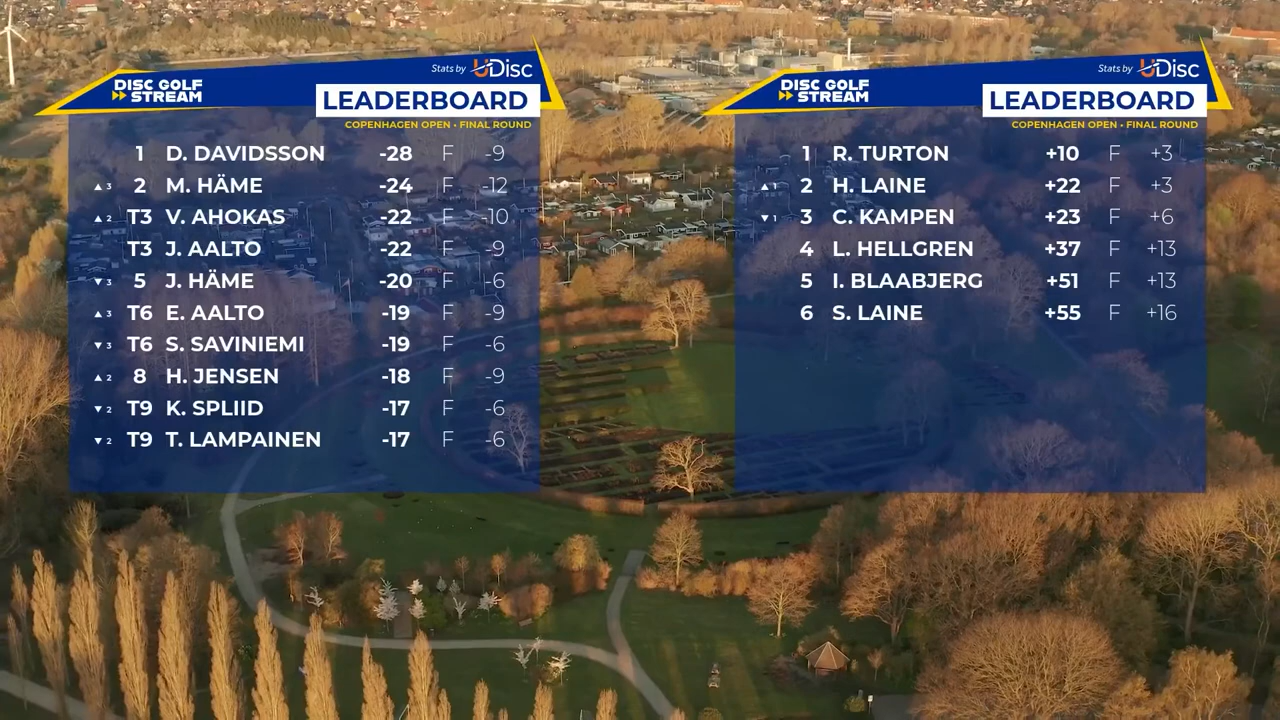 Stats by UDisc
DISC GOLF
STREAM
LEADERBOARD
COPENHAGEN OPEN • FINAL ROUND
1 D. DAVIDSSON -28 F -9
▲ 3 2 M. HÄME -24 F -12
▲ 2 T3 V. AHOKAS -22 F -10
T3 J. AALTO -22 F -9
▼ 3 5 J. HÄME -20 F -6
▲ 3 T6 E. AALTO -19 F -9
▼ 3 T6 S. SAVINIEMI -19 F -6
▲ 2 8 H. JENSEN -18 F -9
▼ 2 T9 K. SPLIID -17 F -6
▼ 2 T9 T. LAMPAINEN -17 F -6
Stats by UDisc
DISC GOLF
STREAM
LEADERBOARD
COPENHAGEN OPEN • FINAL ROUND
1 R. TURTON +10 F +3
▲ 1 2 H. LAINE +22 F +3
▼ 1 3 C. KAMPEN +23 F +6
4 L. HELLGREN +37 F +13
5 I. BLAABJERG +51 F +13
6 S. LAINE +55 F +16